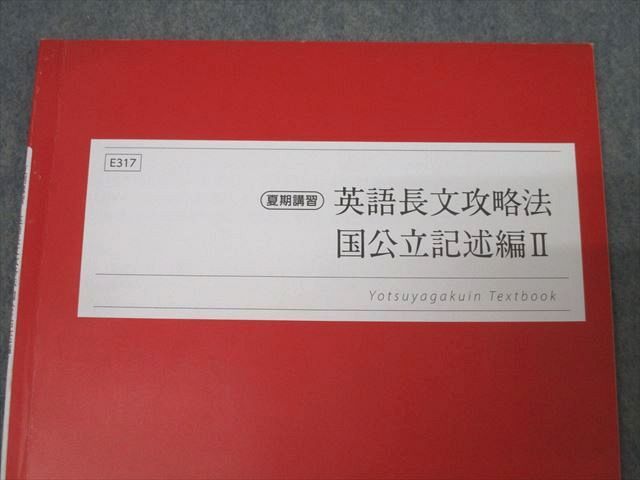 E317
夏期講習 英語長文攻略法
国公立記述編Ⅱ
Yotsuyagakuin Textbook